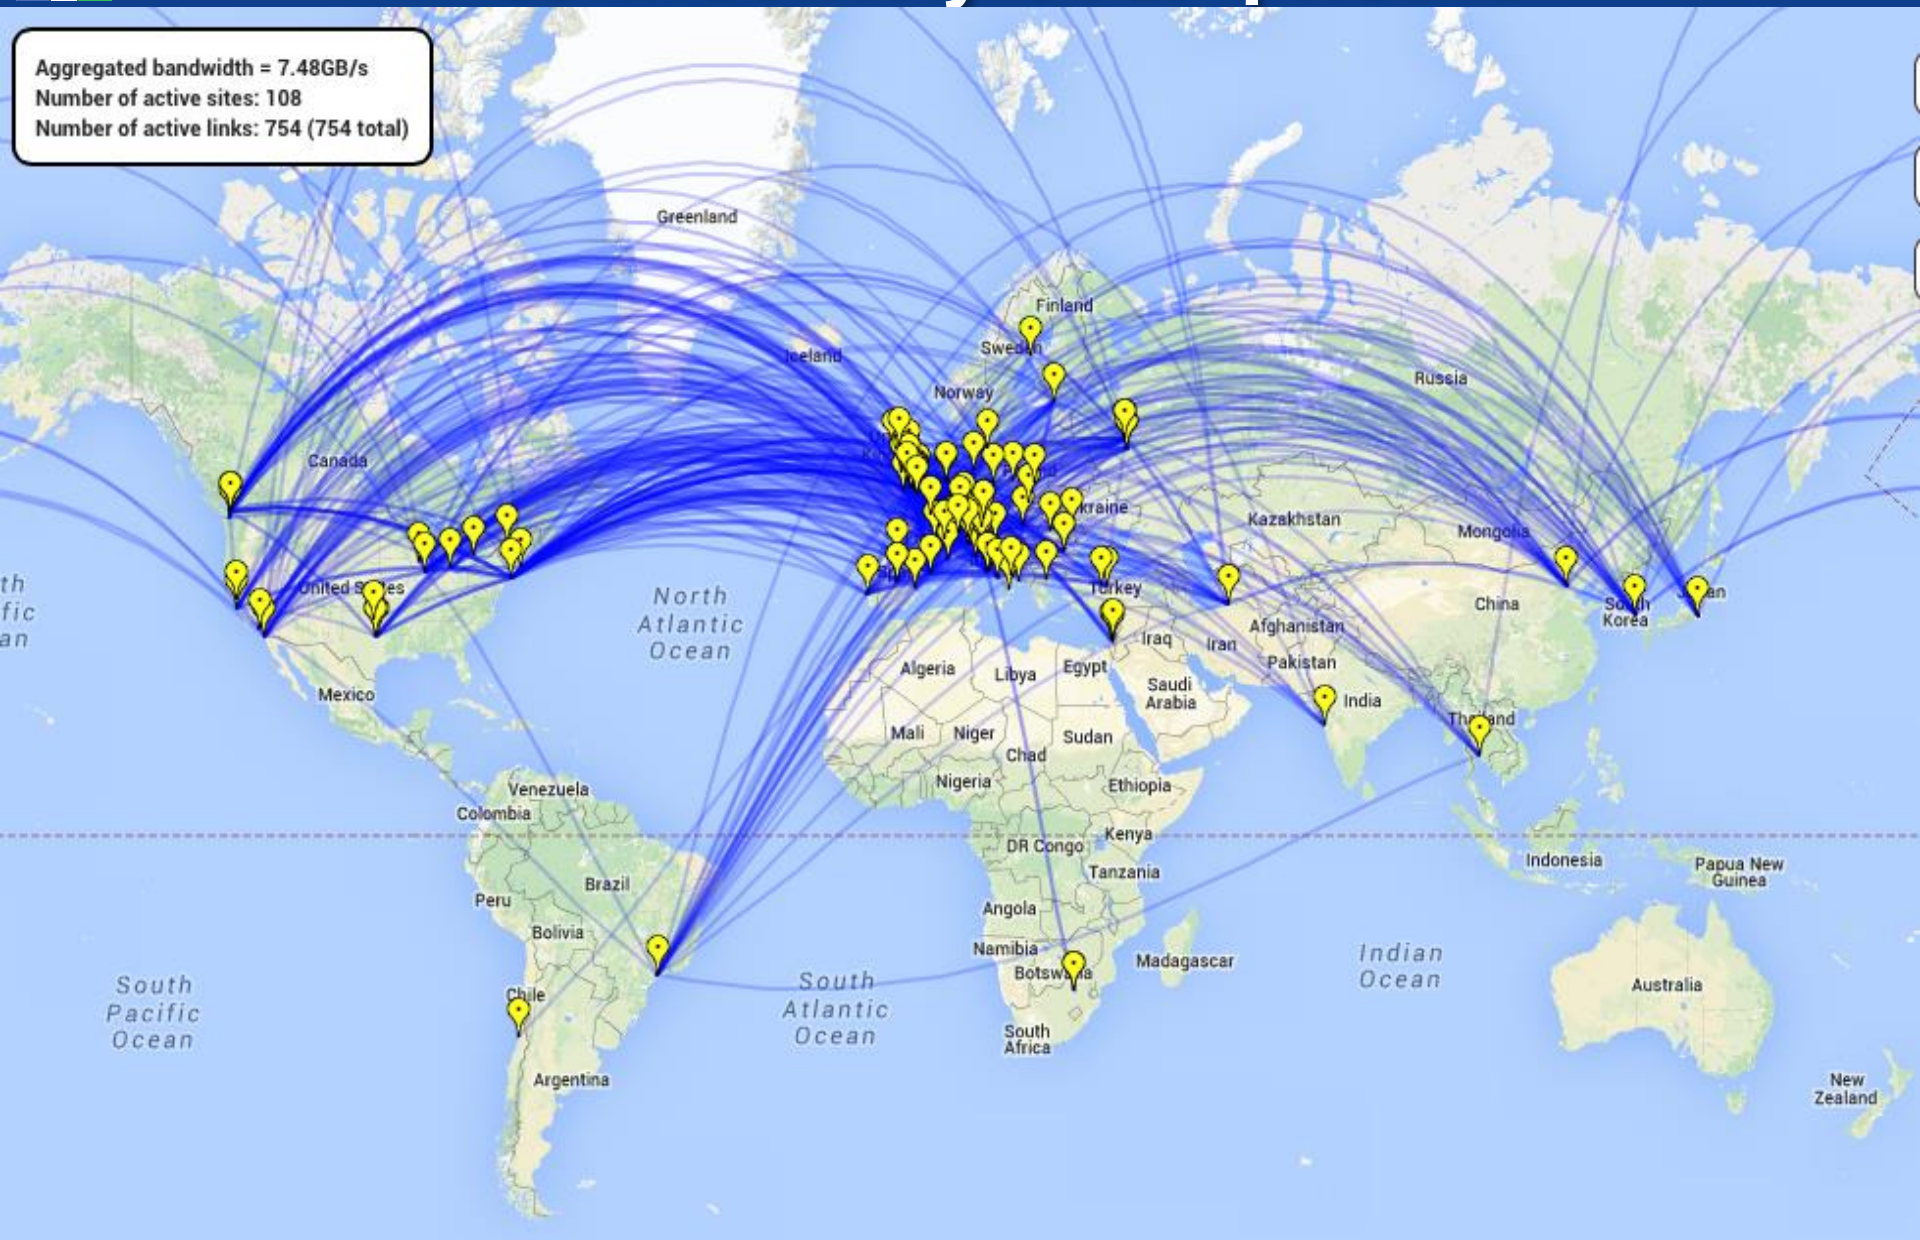 Aggregated bandwidth = 7.48GB/s
Number of active sites: 108
Number of active links: 754 (754 total)
Greenland
Finland
Iceland
Norway
Russia
Canada
Kazakhstan
Mongolia
United
North
Atlantic
Ocean
Turkey
China
South
Korea
Afghanistan
Iraq
Iran
Pakistan
Algeria
Libya
Egypt
Saudi
Arabia
India
Mexico
Mali
Niger
Sudan
Chad
Nigeria
Ethiopia
Venezuela
Colombia
Kenya
DR Congo
Tanzania
Indonesia
Papua New
Guinea
Brazil
Peru
Angola
Bolivia
Namibia
Madagascar
Indian
Ocean
Australia
South
Pacific
Ocean
Chile
South
Atlantic
Ocean
South
Africa
Argentina
New
Zealand